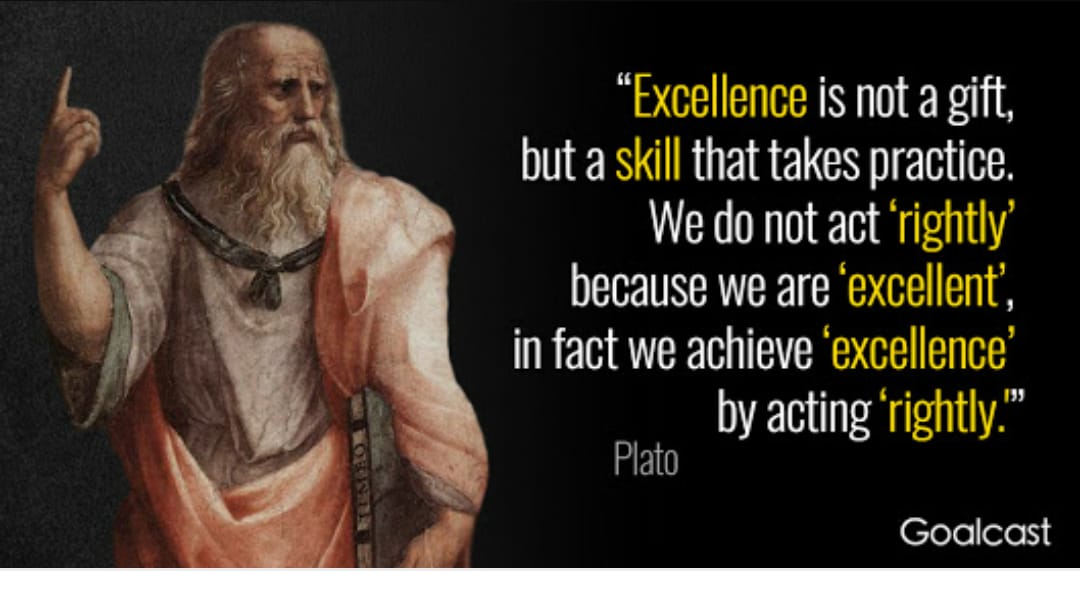 “Excellence is not a gift,
but a skill that takes practice.
We do not act ‘rightly’
because we are ‘excellent’,
in fact we achieve ‘excellence’
by acting ‘rightly.'”
Plato
TIMEO
Goalcast